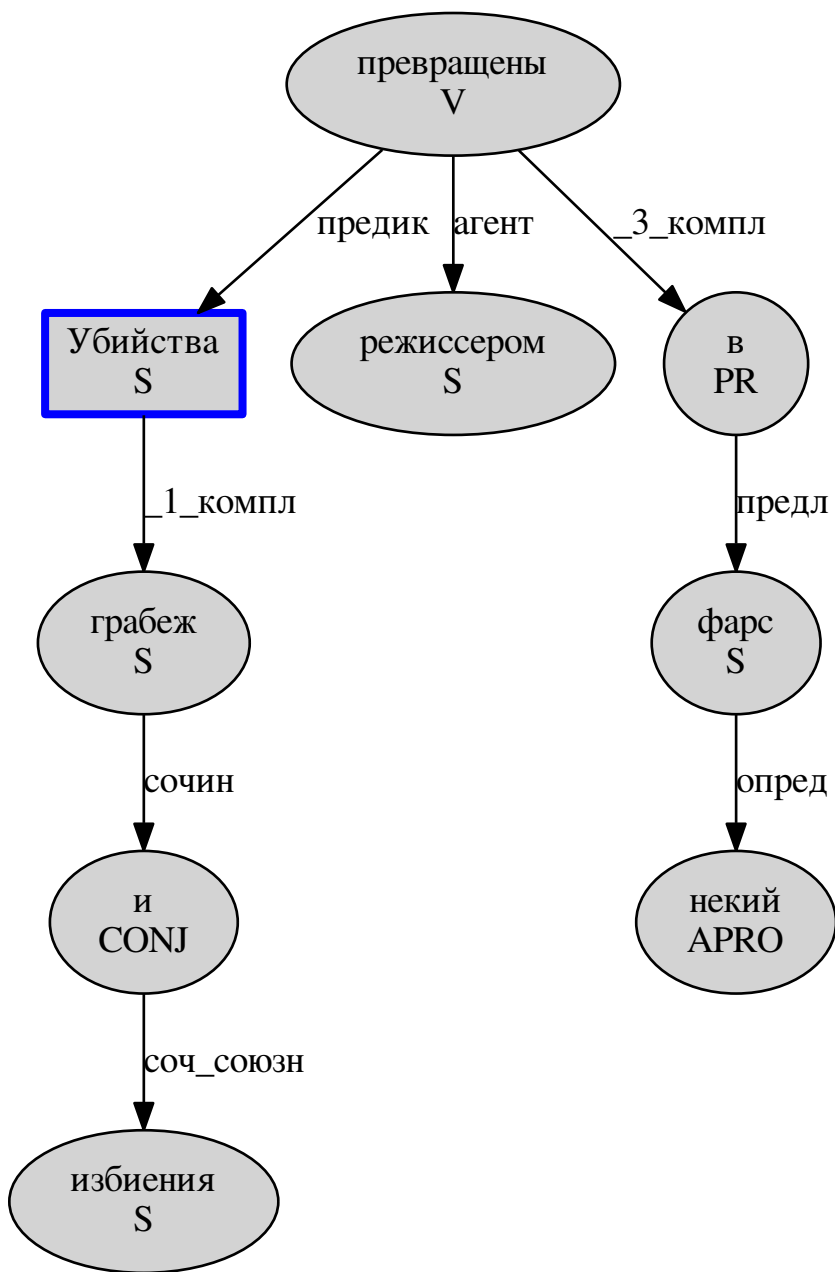 превращены
V
предик
агент
_3_компл
Убийства
S
режиссером
S
в
PR
_1_компл
предл
грабеж
S
фарс
S
сочин
опред
и
CONJ
некий
APRO
соч_союзн
избиения
S